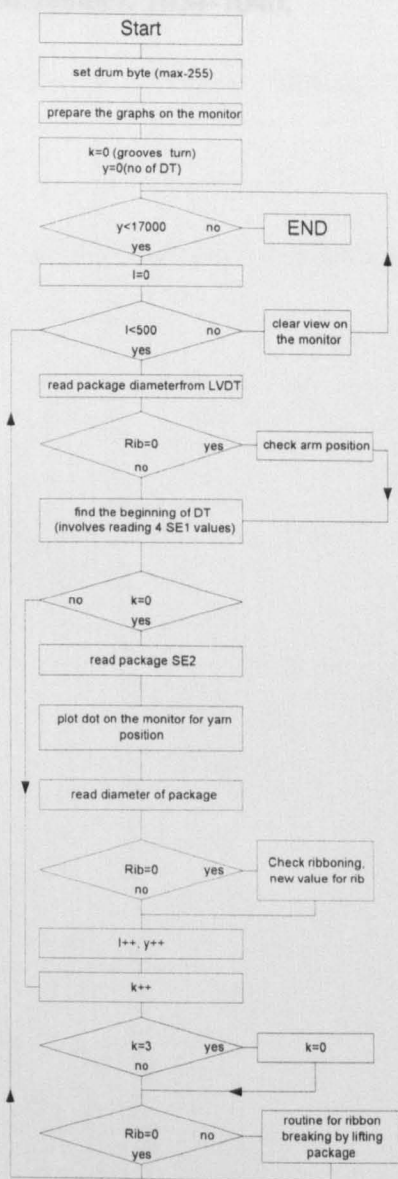 Start
set drum byte (max-255)
prepare the graphs on the monitor
k=0 (grooves turn)
y=0(no of DT)
y<17000
no
yes
END
I=0
I<500
no
yes
clear view on
the monitor
read package diameterfrom LVDT
Rib=0
yes
no
check arm position
find the beginning of DT
(involves reading 4 SE1 values)
no
k=0
yes
read package SE2
plot dot on the monitor for yarn
position
read diameter of package
Rib=0
yes
no
Check ribboning,
new value for rib
I++, y++
k++
k=3
yes
no
k=0
Rib=0
no
yes
routine for ribbon
breaking by lifting
package